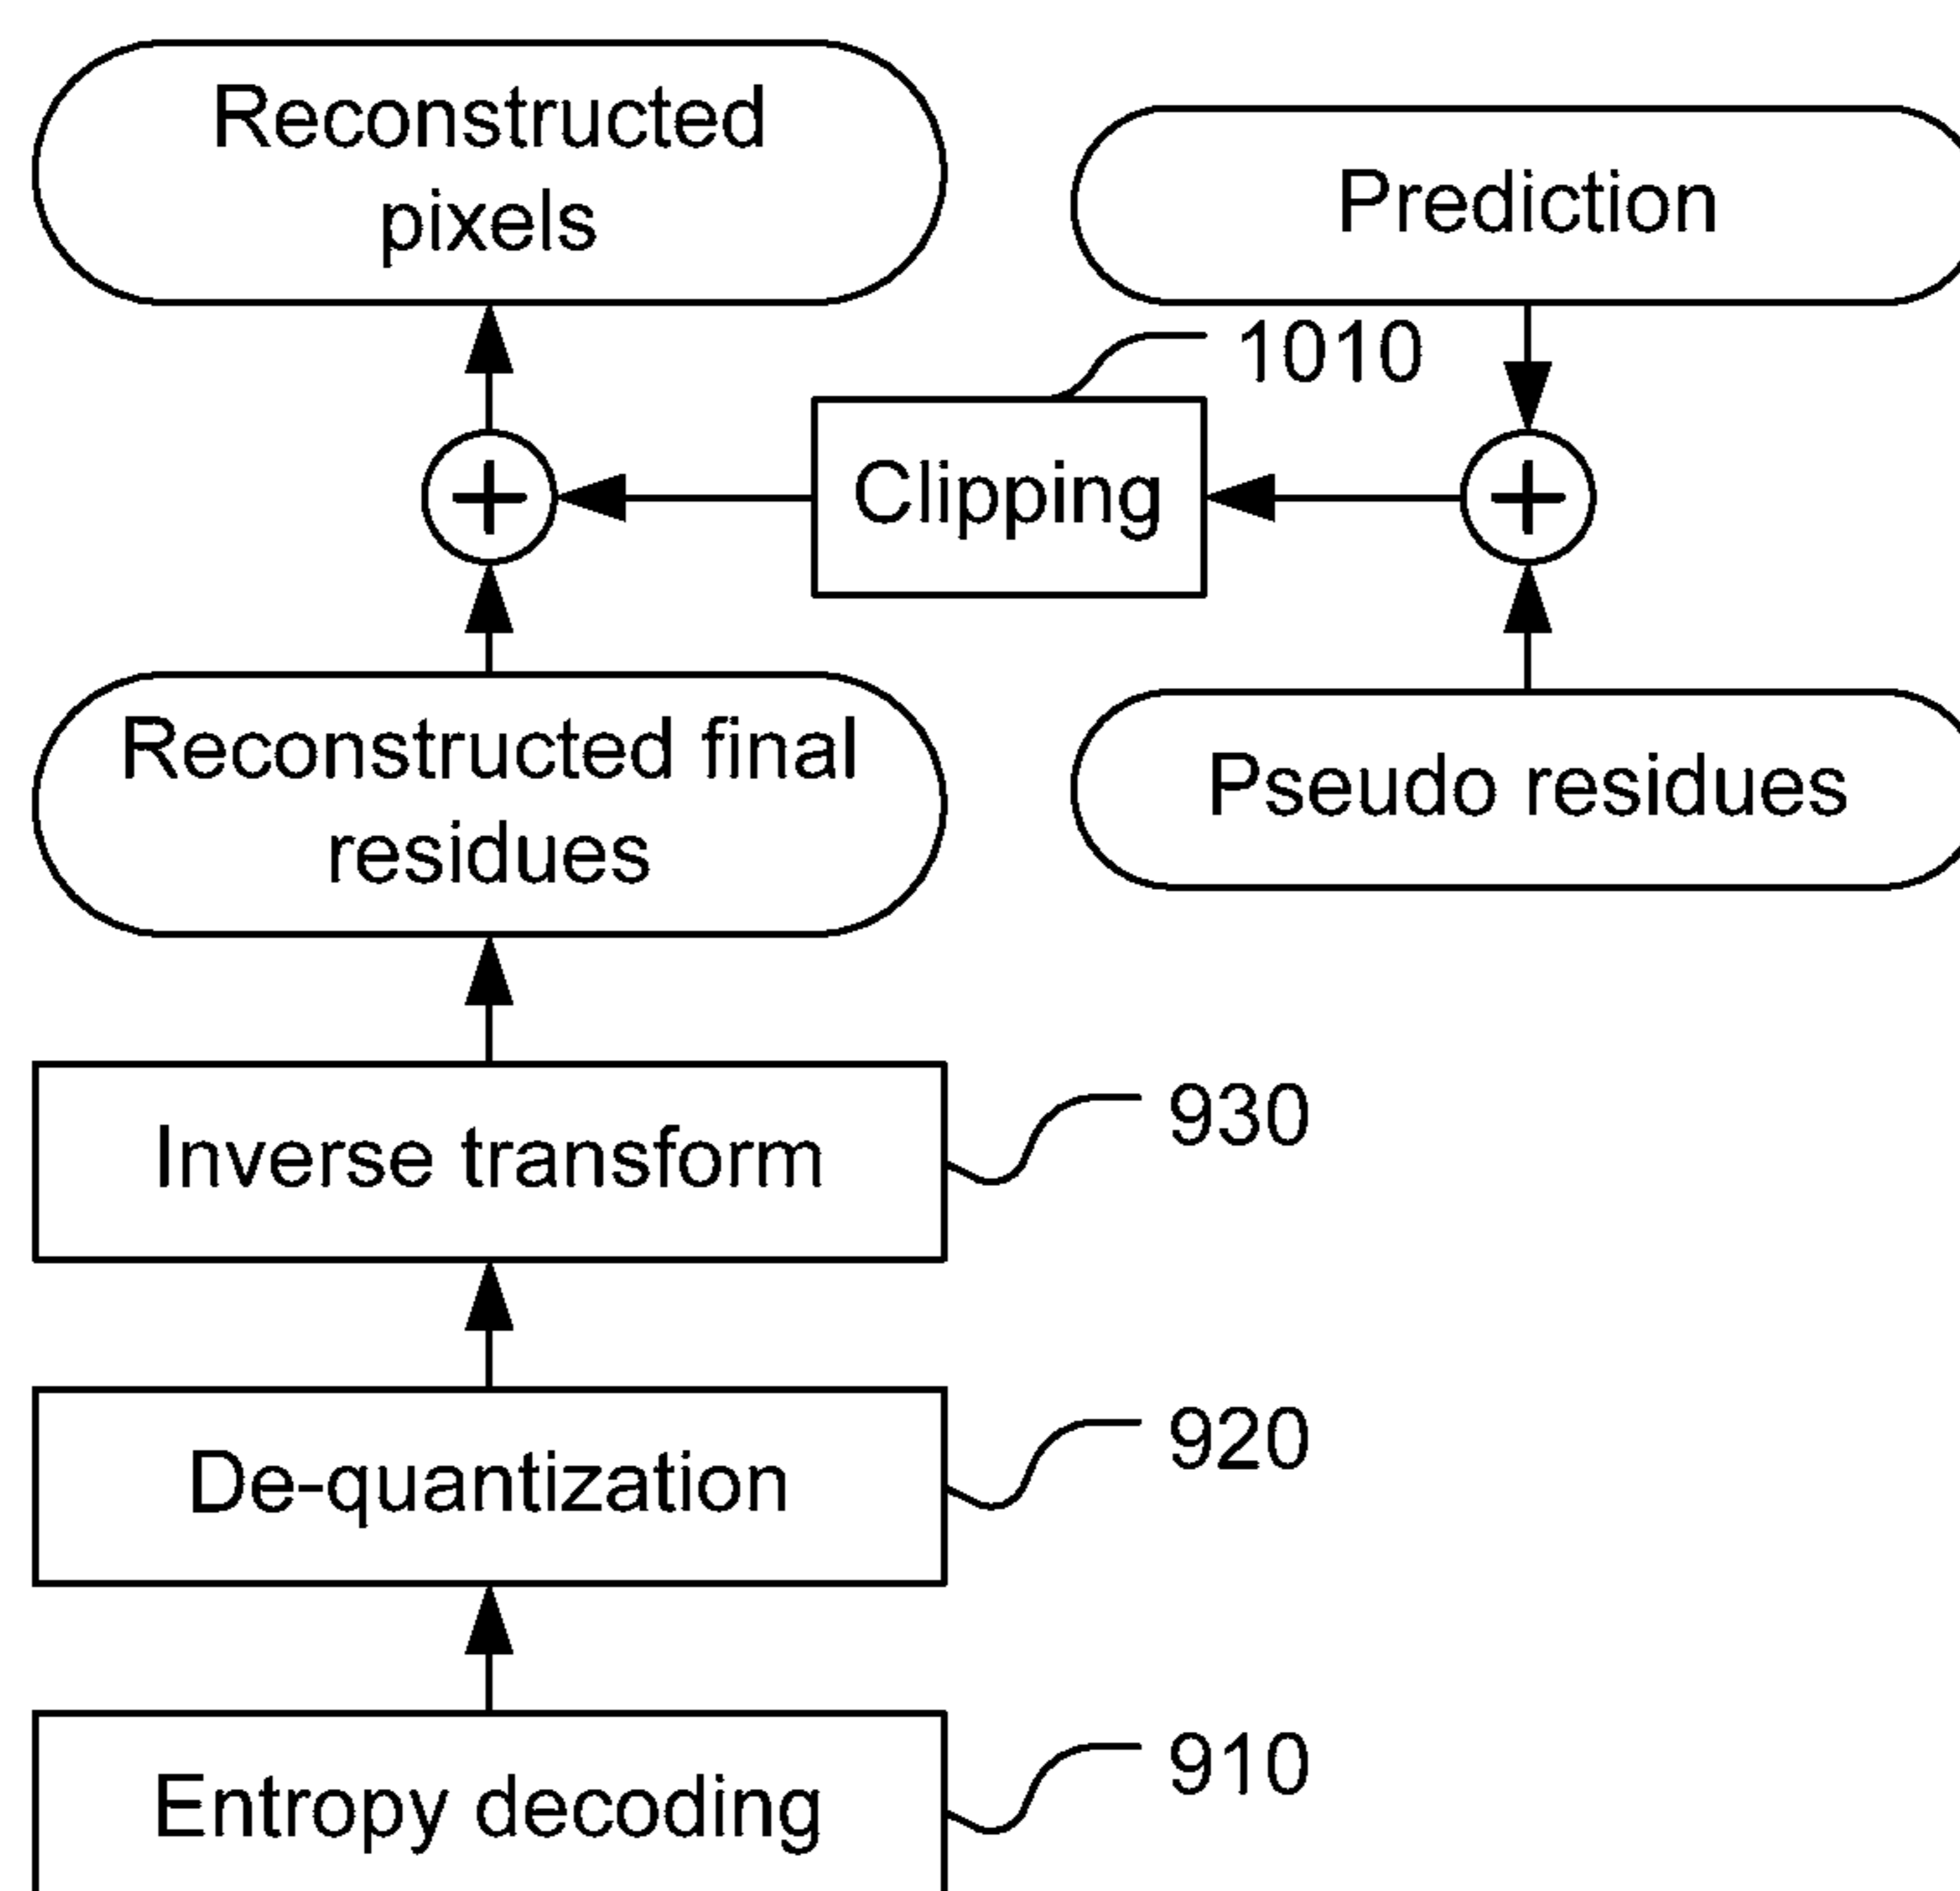 Reconstructed
pixels
Prediction
1010
Clipping
Reconstructed final
residues
Pseudo residues
Inverse transform
930
De-quantization
920
Entropy decoding
910